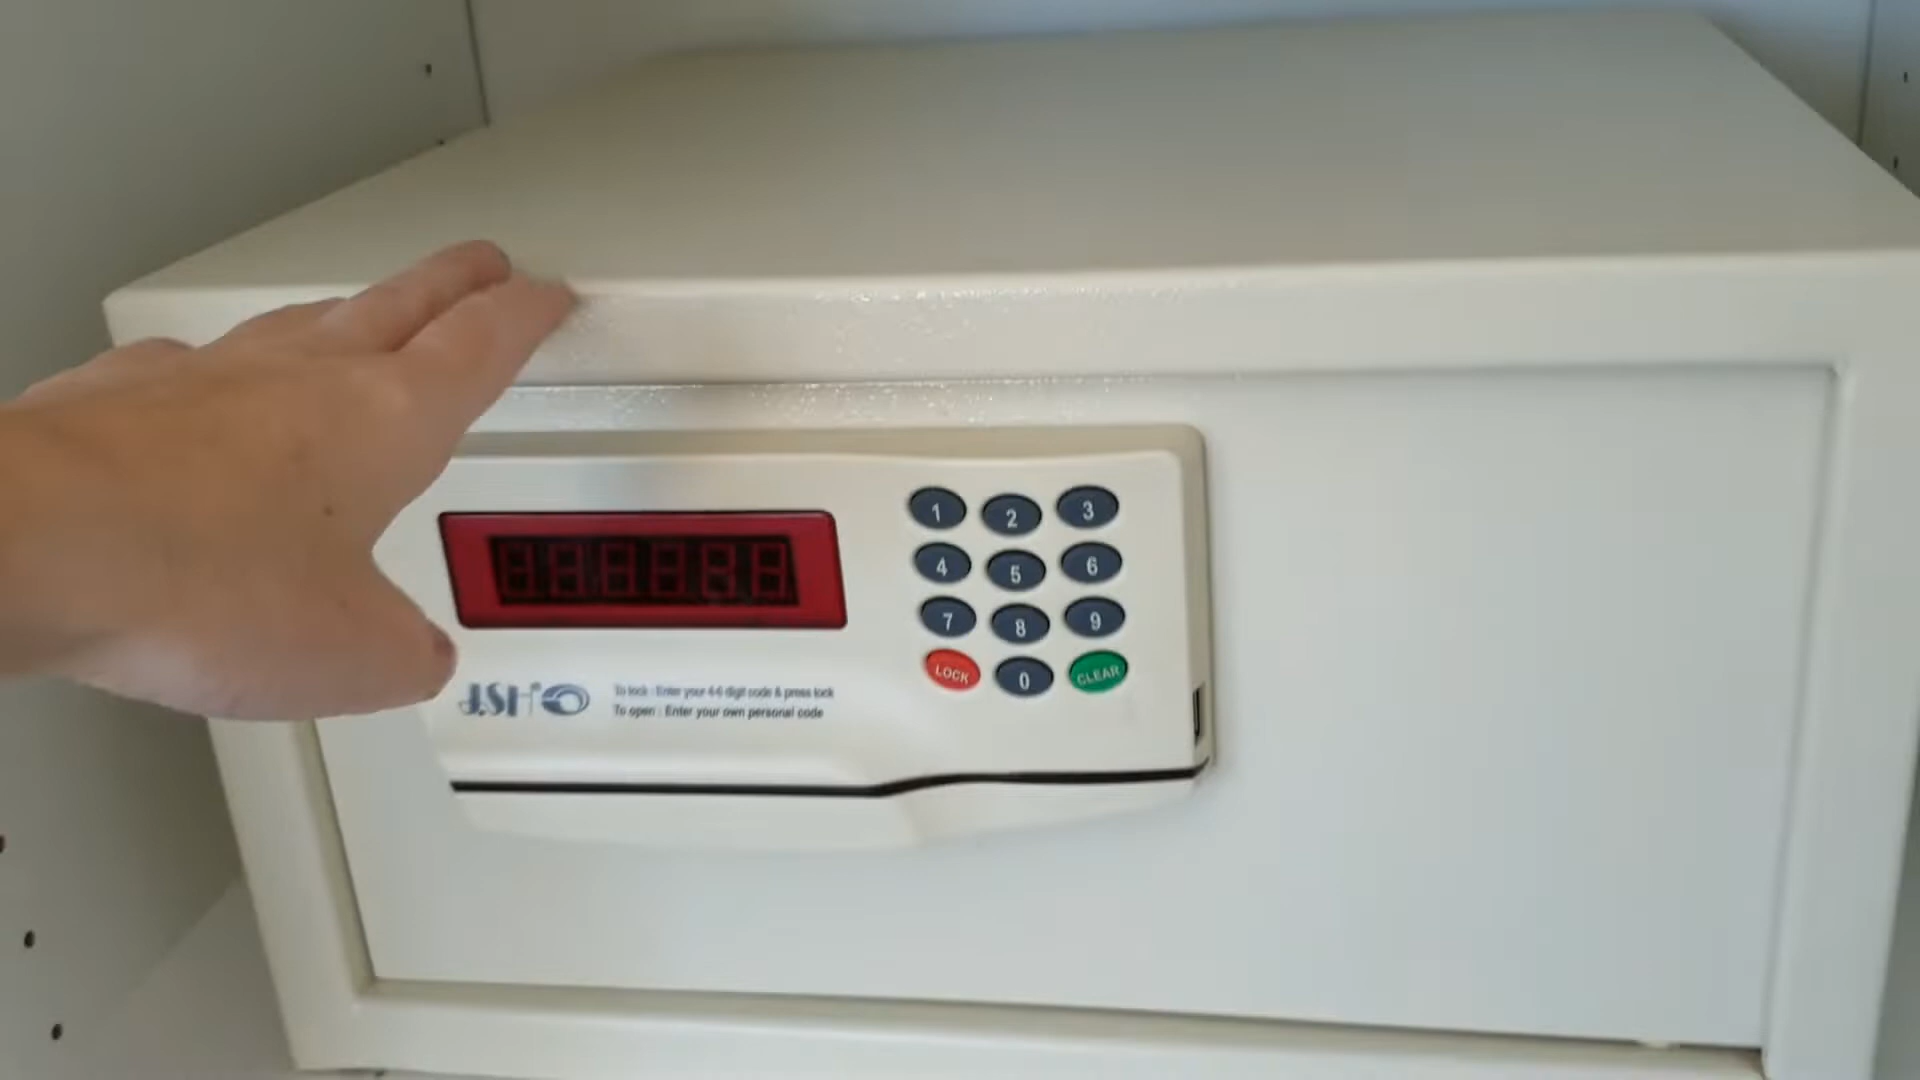 1 2 3
4 5 6
7 8 9
LOCK 0 CLEAR
To lock : Enter your 4-6 digit code & press lock
To open : Enter your own personal code